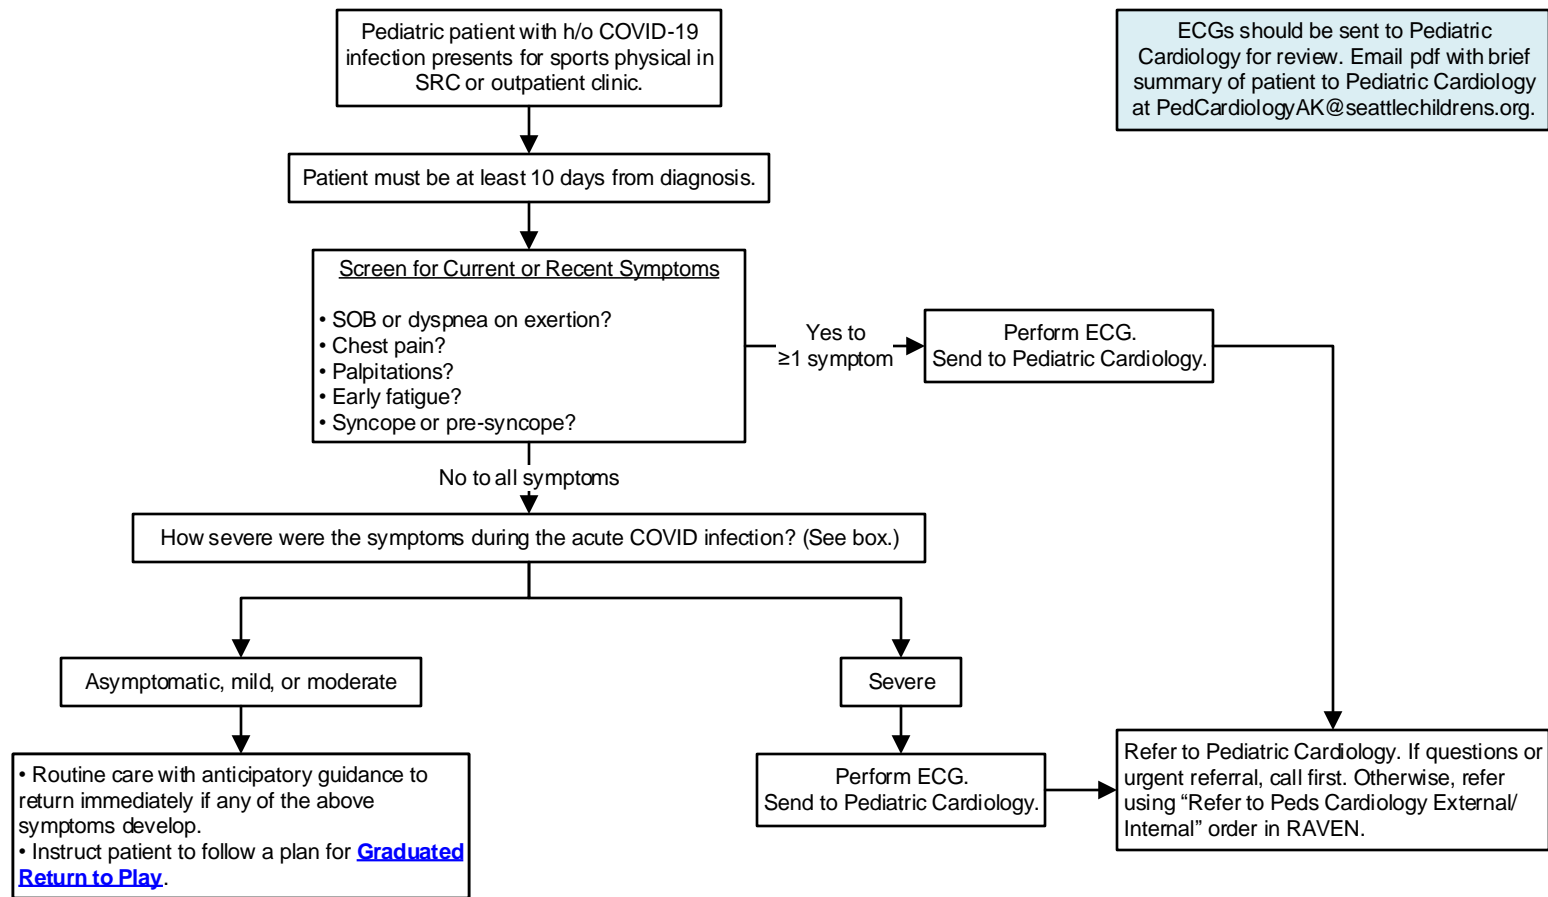 Pediatric patient with h/o COVID-19
infection presents for sports physical in
SRC or outpatient clinic.
ECGs should be sent to Pediatric
Cardiology for review. Email pdf with brief
summary of patient to Pediatric Cardiology
at PedCardiologyAK@seattlechildrens.org.
Patient must be at least 10 days from diagnosis.
Screen for Current or Recent Symptoms
• SOB or dyspnea on exertion?
• Chest pain?
• Palpitations?
• Early fatigue?
• Syncope or pre-syncope?
Yes to
≥1 symptom
Perform ECG.
Send to Pediatric Cardiology.
No to all symptoms
How severe were the symptoms during the acute COVID infection? (See box.)
Asymptomatic, mild, or moderate
Severe
• Routine care with anticipatory guidance to
return immediately if any of the above
symptoms develop.
• Instruct patient to follow a plan for Graduated
Return to Play.
Perform ECG.
Send to Pediatric Cardiology.
Refer to Pediatric Cardiology. If questions or
urgent referral, call first. Otherwise, refer
using “Refer to Peds Cardiology External/
Internal” order in RAVEN.